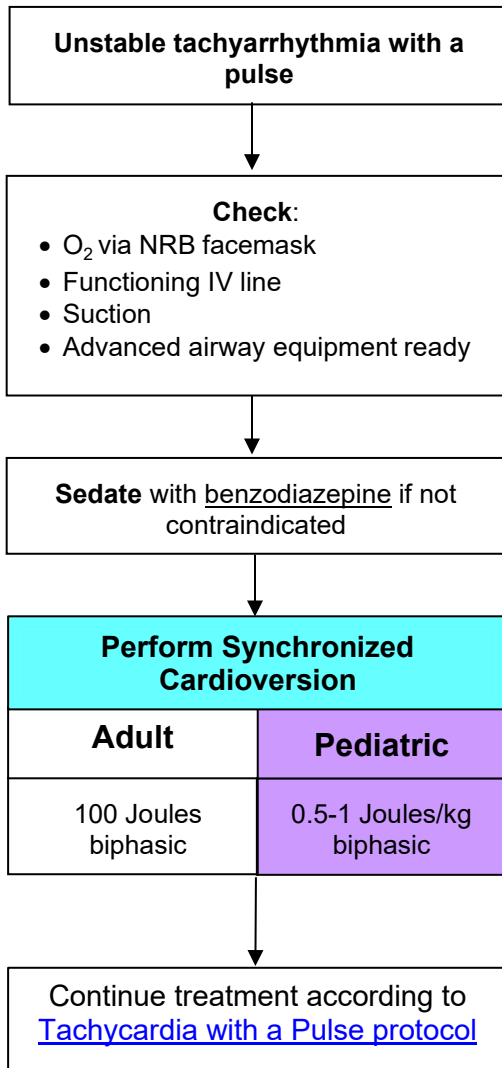 Unstable tachyarrhythmia with a
pulse
Check:
• O₂ via NRB facemask
• Functioning IV line
• Suction
• Advanced airway equipment ready
Sedate with benzodiazepine if not
contraindicated
Perform Synchronized
Cardioversion
Adult
Pediatric
100 Joules
biphasic
0.5-1 Joules/kg
biphasic
Continue treatment according to
Tachycardia with a Pulse protocol